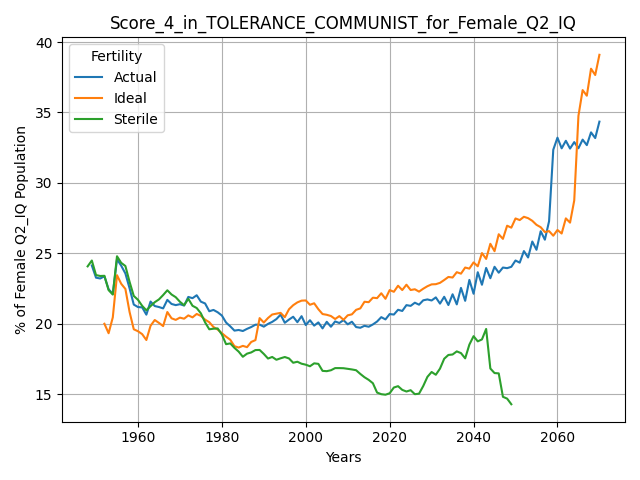 Score_4_in_TOLERANCE_COMMUNIST_for_Female_Q2_IQ
Fertility
Actual
Ideal
Sterile
% of Female Q2_IQ Population
40
35
30
25
20
15
1960
1980
2000
2020
2040
2060
Years